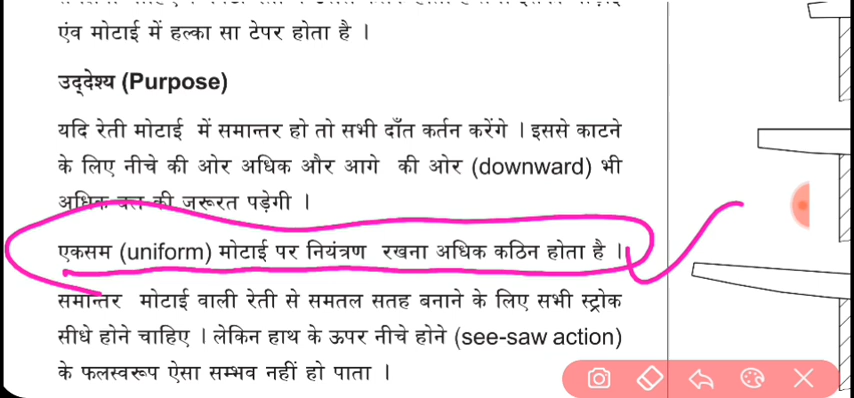 एंव मोटाई में हल्का सा टेपर होता है ।
उद्देश्य (Purpose)
यदि रेती मोटाई में समान्तर हो तो सभी दाँत कर्तन करेंगे । इससे काटने
के लिए नीचे की ओर अधिक और आगे की ओर (downward) भी
अधिक बल की जरूरत पड़ेगी ।
एकसम (uniform) मोटाई पर नियंत्रण रखना अधिक कठिन होता है ।
समान्तर मोटाई वाली रेती से समतल सतह बनाने के लिए सभी स्ट्रोक
सीधे होने चाहिए । लेकिन हाथ के ऊपर नीचे होने (see-saw action)
के फलस्वरूप ऐसा सम्भव नहीं हो पाता ।